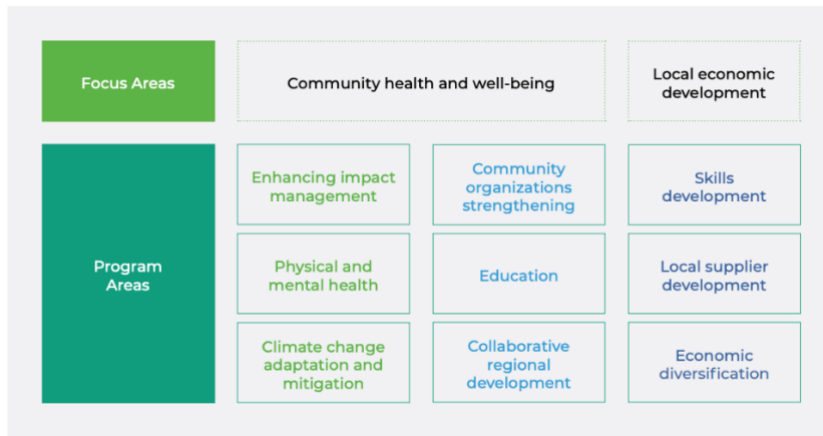 Focus Areas
Community health and well-being
Local economic
development
Program
Areas
Enhancing impact
management
Community
organizations
strengthening
Skills
development
Physical and
mental health
Education
Local supplier
development
Climate change
adaptation and
mitigation
Collaborative
regional
development
Economic
diversification